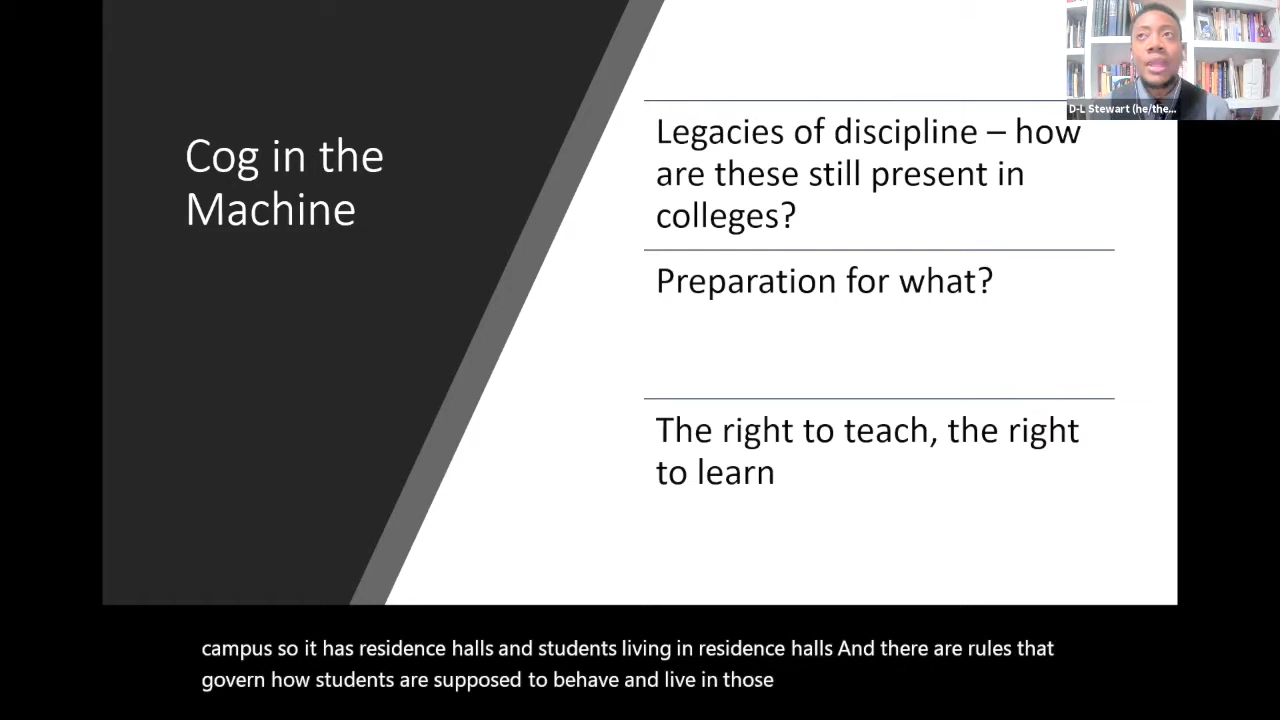 Cog in the
Machine
Legacies of discipline – how
are these still present in
colleges?
Preparation for what?
The right to teach, the right
to learn
D-L Stewart (he/the...
campus so it has residence halls and students living in residence halls And there are rules that
govern how students are supposed to behave and live in those